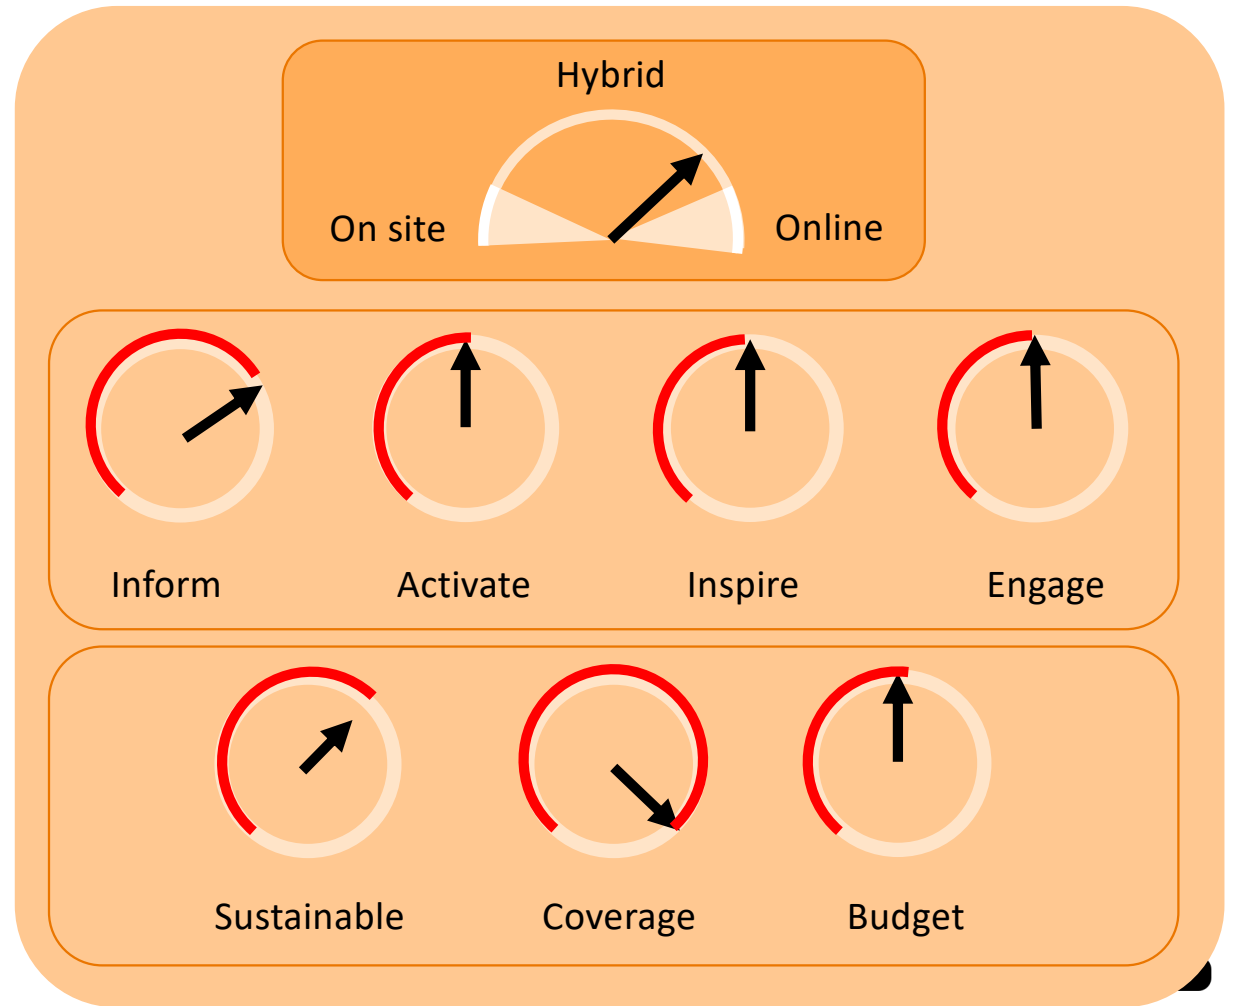 Hybrid
On site
Online
Inform
Activate
Inspire
Engage
Sustainable
Coverage
Budget